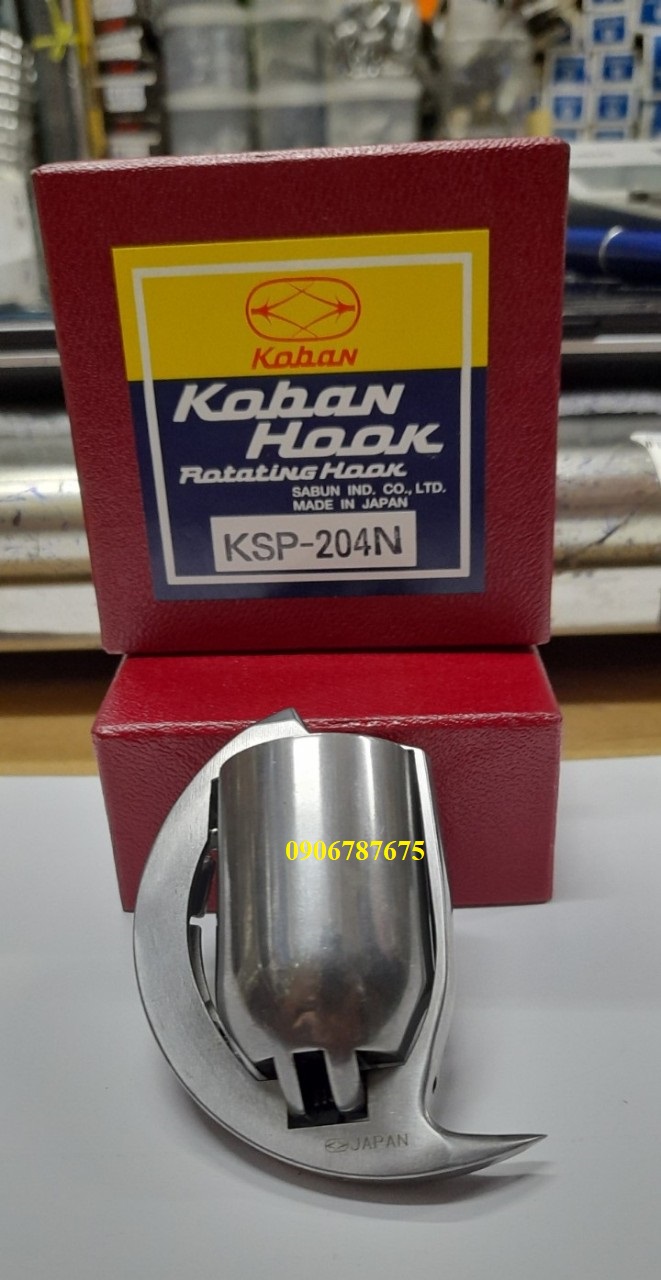 Koban
Koban
Hook
Rotating Hook
SABUN IND. CO., LTD.
MADE IN JAPAN
KSP-204N
0906787675
JAPAN